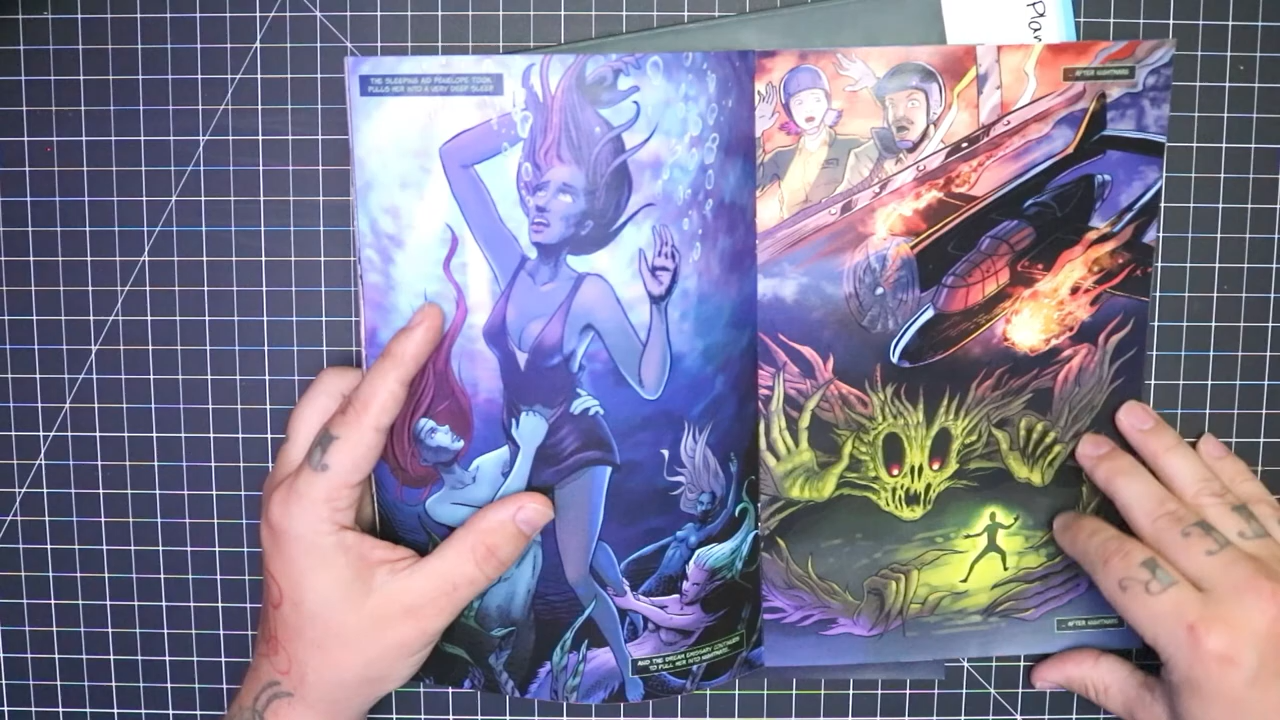 Plan
THE SLEEPING AID PENELOPE TOOK
PULLS HER INTO A VERY DEEP SLEEP.
... AFTER NIGHTMARE
AND THE DREAM EMISSARY CONTINUES
TO PULL HER INTO NIGHTMARE...
... AFTER NIGHTMARE.